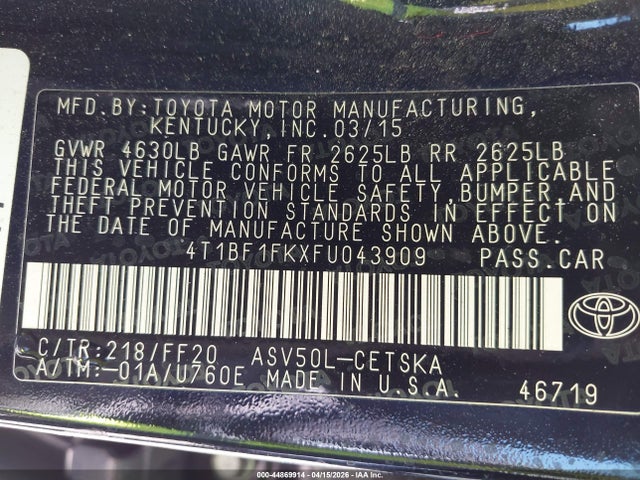 MFD.BY:TOYOTA MOTOR MANUFACTURING,
KENTUCKY,INC.03/15
GVWR 4630LB GAWR FR 2625LB RR 2625LB
THIS VEHICLE CONFORMS TO ALL APPLICABLE
FEDERAL MOTOR VEHICLE SAFETY,BUMPER,AND
THEFT PREVENTION STANDARDS IN EFFECT ON
THE DATE OF MANUFACTURE SHOWN ABOVE.
4T1BF1FKXFU043909 PASS.CAR
C/TR:218/FF20 ASV50L-CETSKA
A/TM:-01A/U760E MADE IN U.S.A. 46719
000-44869914 - 04/15/2026 - IAA Inc.